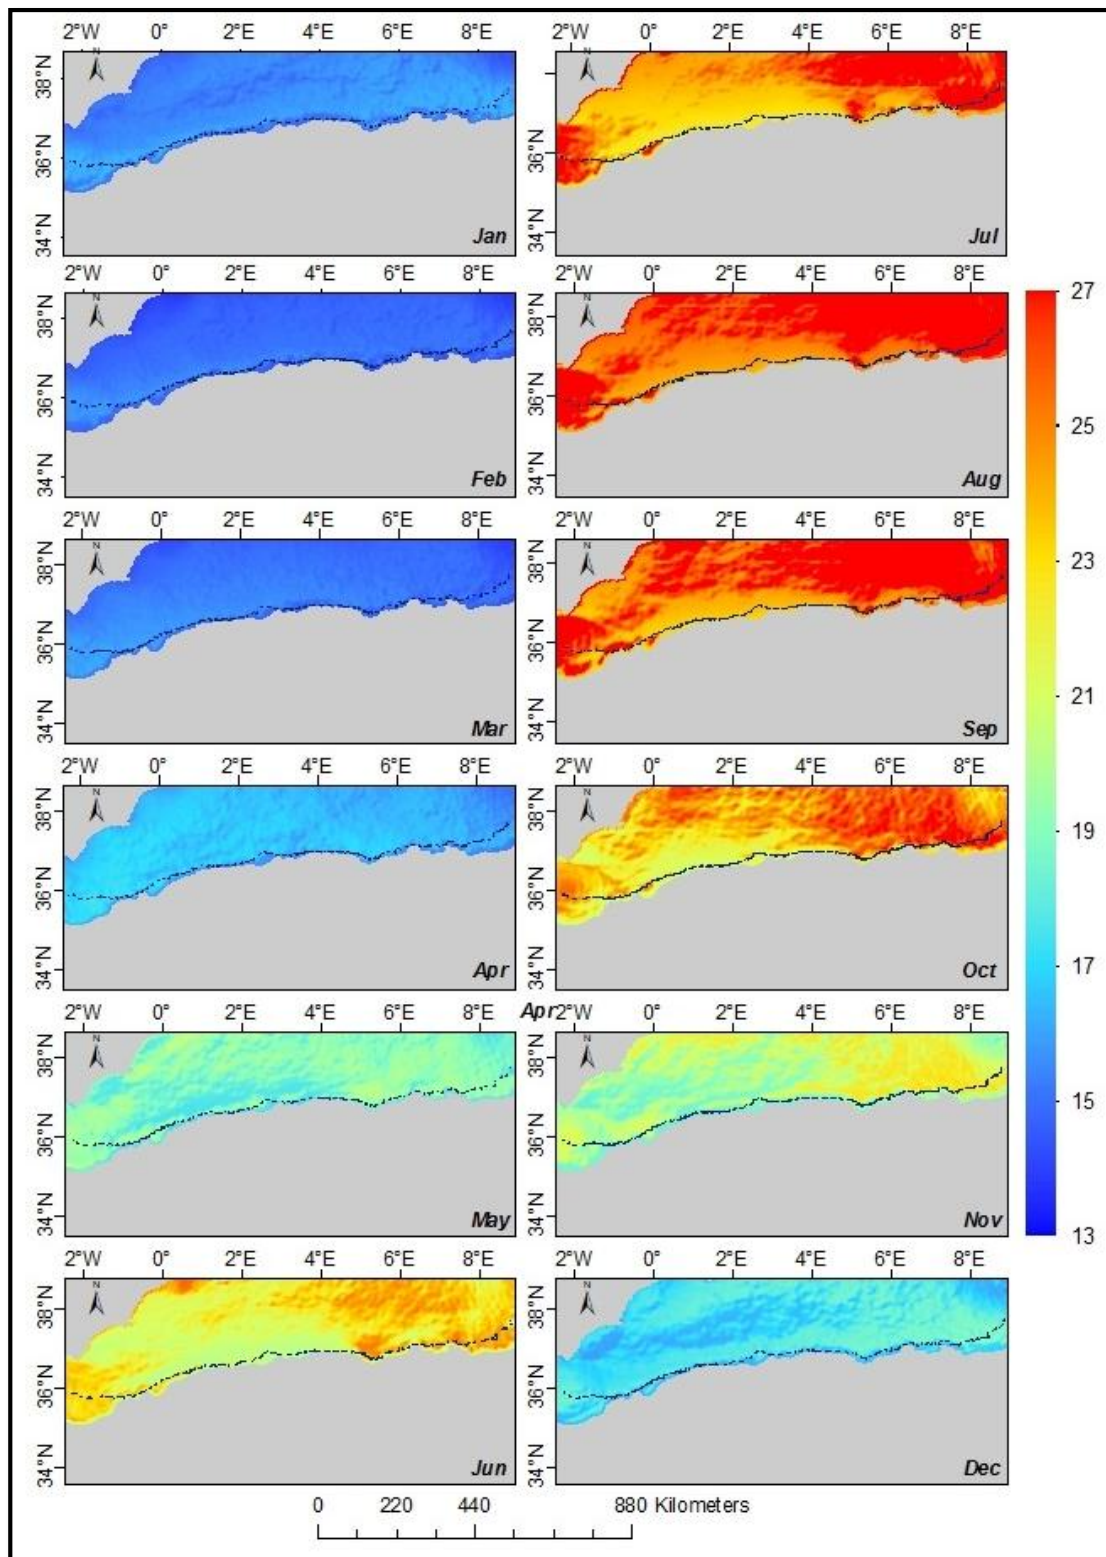 2°W 0° 2°E 4°E 6°E 8°E 2°W 0° 2°E 4°E 6°E 8°E
N N
38°N
36°N 36°N
34°N 34°N
Jan Jul
2°W 0° 2°E 4°E 6°E 8°E 2°W 0° 2°E 4°E 6°E 8°E
N N
38°N 38°N
36°N 36°N
34°N 34°N
Feb Aug
2°W 0° 2°E 4°E 6°E 8°E 2°W 0° 2°E 4°E 6°E 8°E
N N
38°N 38°N
36°N 36°N
34°N 34°N
Mar Sep
2°W 0° 2°E 4°E 6°E 8°E 2°W 0° 2°E 4°E 6°E 8°E
N N
38°N 38°N
36°N 36°N
34°N 34°N
Apr Oct
2°W 0° 2°E 4°E 6°E 8°E Apr 2°W 0° 2°E 4°E 6°E 8°E
N N
38°N 38°N
36°N 36°N
34°N 34°N
May Nov
2°W 0° 2°E 4°E 6°E 8°E 2°W 0° 2°E 4°E 6°E 8°E
N N
38°N 38°N
36°N 36°N
34°N 34°N
Jun Dec
27
25
23
21
19
17
15
13
0 220 440 880 Kilometers